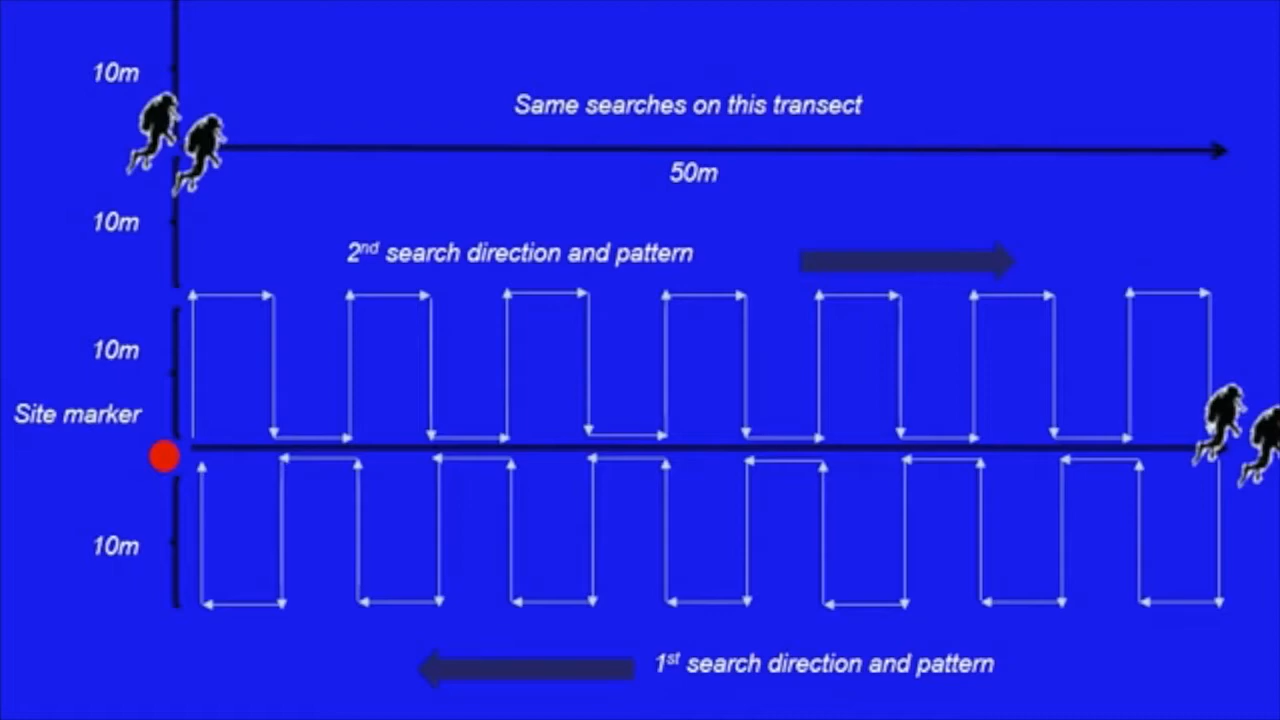 10m
Same searches on this transect
50m
10m
2nd search direction and pattern
10m
Site marker
10m
1st search direction and pattern